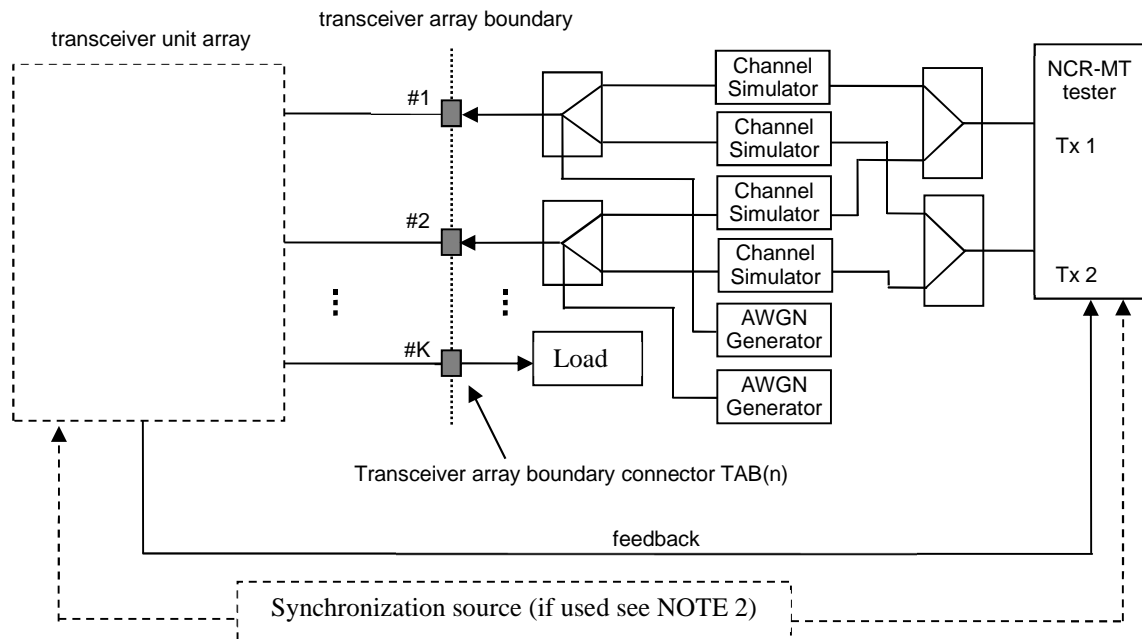 transceiver array boundary
transceiver unit array
#1
#2
#K
Channel
Simulator
Channel
Simulator
Channel
Simulator
Channel
Simulator
AWGN
Generator
AWGN
Generator
NCR-MT
tester
Tx 1
Tx 2
Load
Transceiver array boundary connector TAB(n)
feedback
Synchronization source (if used see NOTE 2)